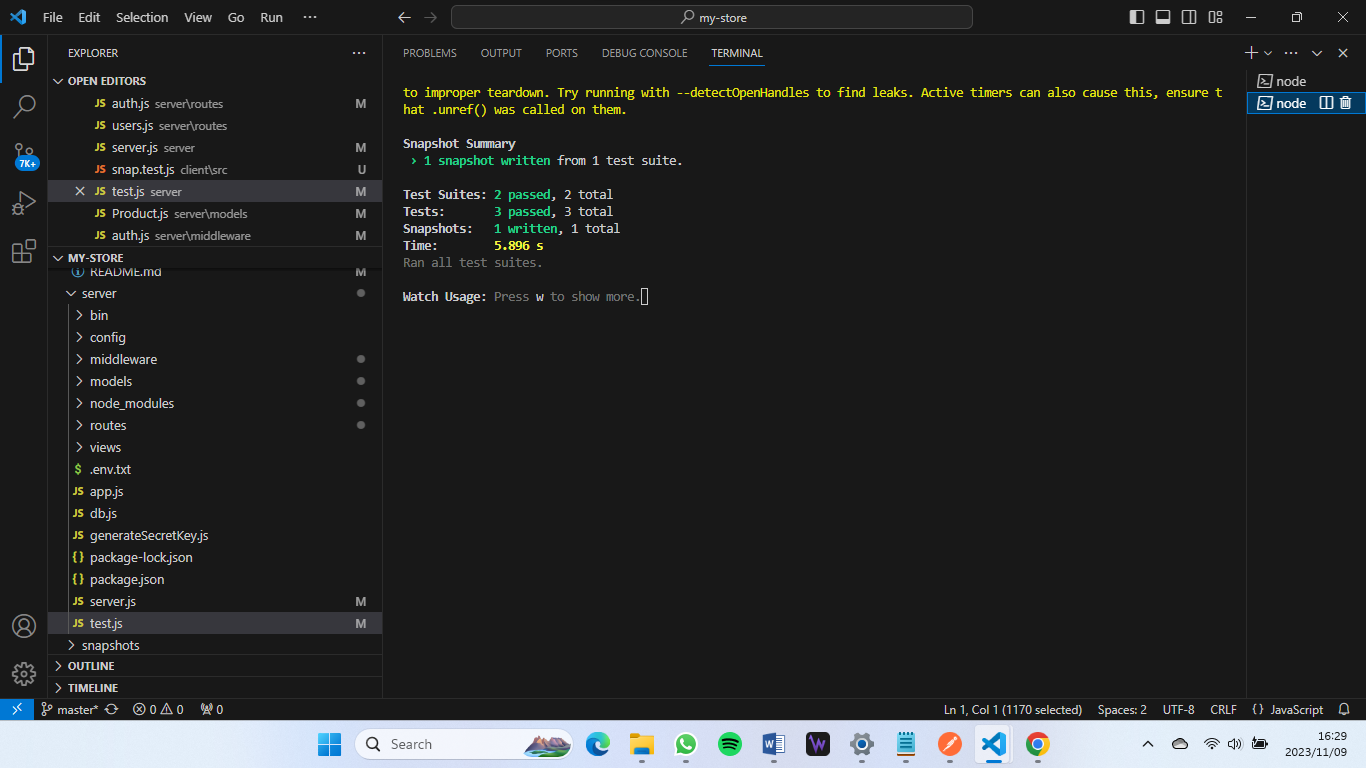 File Edit Selection View Go Run ···
my-store
EXPLORER
OPEN EDITORS
JS auth.js server\routes M
JS users.js server\routes
JS server.js server M
JS snap.test.js client\src U
JS test.js server M
JS Product.js server\models M
JS auth.js server\middleware M
MY-STORE
README.md M
server
bin
config
middleware
models
node_modules
routes
views
$ .env.txt
JS app.js
JS db.js
JS generateSecretKey.js
{} package-lock.json
{} package.json
JS server.js M
JS test.js M
snapshots
OUTLINE
TIMELINE
7K+
PROBLEMS OUTPUT PORTS DEBUG CONSOLE TERMINAL
to improper teardown. Try running with --detectOpenHandles to find leaks. Active timers can also cause this, ensure t
hat .unref() was called on them.
Snapshot Summary
› 1 snapshot written from 1 test suite.
Test Suites: 2 passed, 2 total
Tests: 3 passed, 3 total
Snapshots: 1 written, 1 total
Time: 5.896 s
Ran all test suites.
Watch Usage: Press w to show more.
node
node
master* 0 0 0
Ln 1, Col 1 (1170 selected) Spaces: 2 UTF-8 CRLF {} JavaScript
Search
16:29
2023/11/09